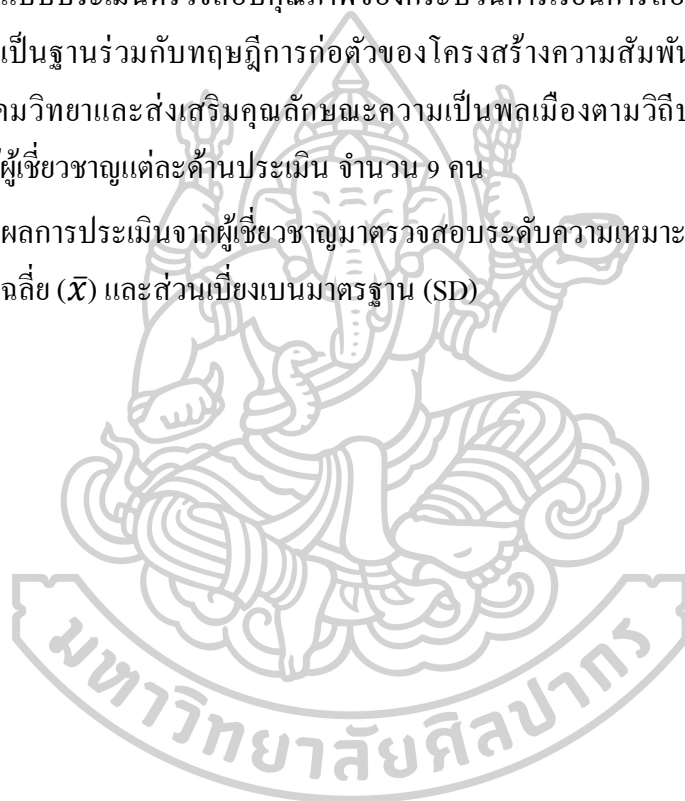 แบบประเมินตรวจสอบคุณภาพของกระบวนการเรียนการสอ
เป็นฐานร่วมกับทฤษฎีการก่อตัวของโครงสร้างความสัมพัน
คมวิทยาและส่งเสริมคุณลักษณะความเป็นพลเมืองตามวิถีป
ผู้เชี่ยวชาญแต่ละด้านประเมิน จำนวน 9 คน
ผลการประเมินจากผู้เชี่ยวชาญมาตรวจสอบระดับความเหมาะ
ฉลี่ย (x̄) และส่วนเบี่ยงเบนมาตรฐาน (SD)
มหาวิทยาลัยศิลปากร